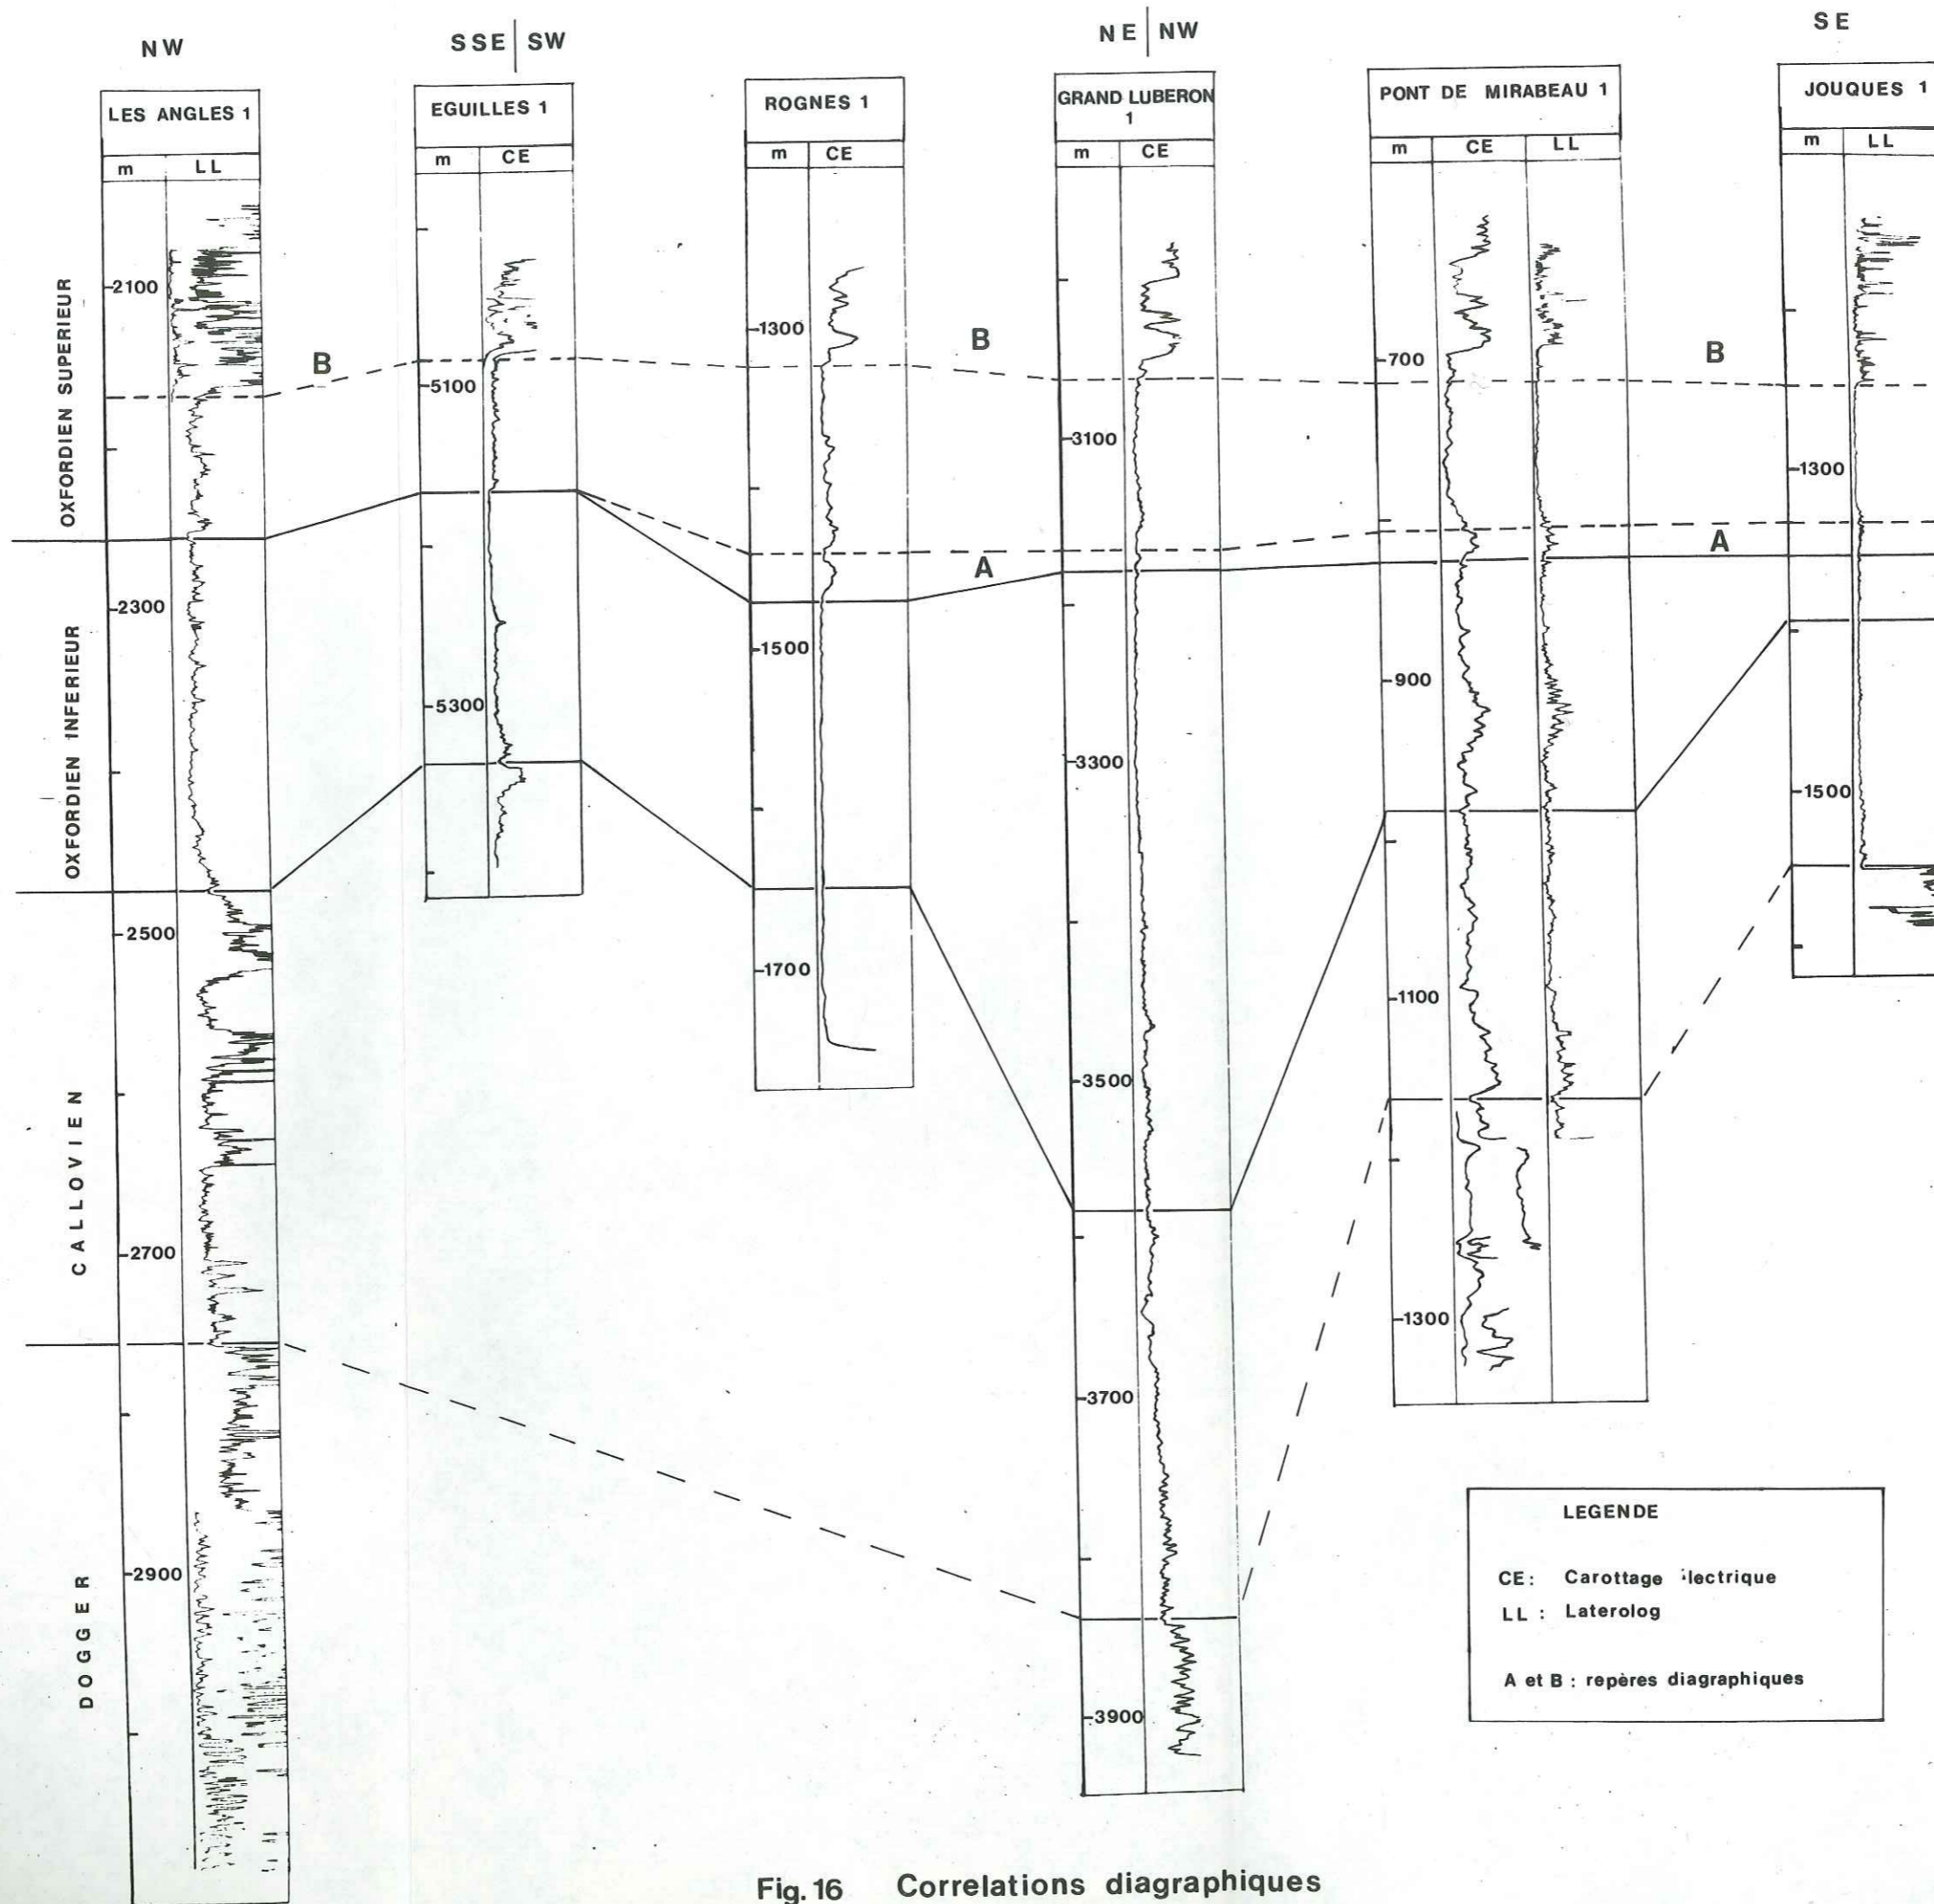 NW
SSE | SW
NE | NW
SE
LES ANGLES 1
m LL
2100
2300
2500
2700
2900
EGUILLES 1
m CE
5100
5300
ROGNES 1
m CE
1300
1500
1700
GRAND LUBERON
1
m CE
3100
3300
3500
3700
3900
PONT DE MIRABEAU 1
m CE LL
700
900
1100
1300
JOUQUES 1
m LL
1300
1500
OXFORDIEN SUPERIEUR
OXFORDIEN INFERIEUR
CALLOVIEN
DOGGER
B
B
B
A
A
LEGENDE
CE: Carottage lectrique
LL : Laterolog
A et B : repères diagraphiques
Fig. 16 Correlations diagraphiques